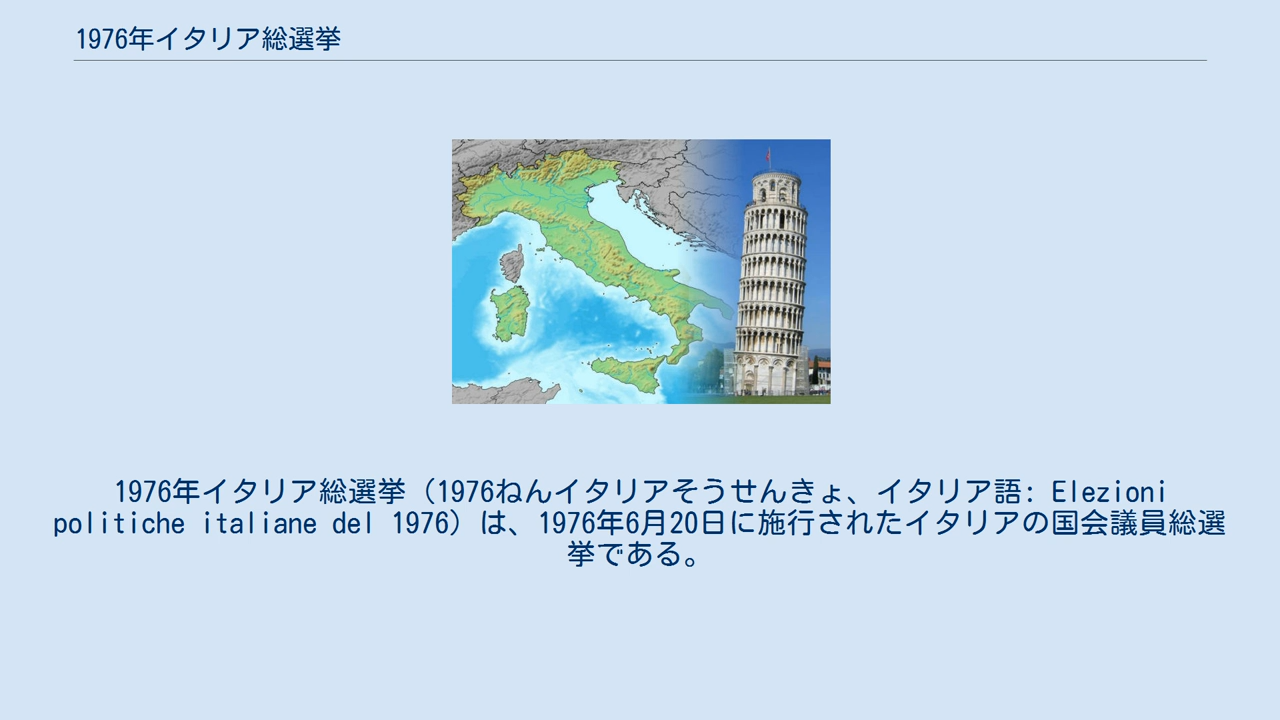 1976年イタリア総選挙
1976年イタリア総選挙（1976ねんイタリアそうせんきょ、イタリア語: Elezioni
politiche italiane del 1976）は、1976年6月20日に施行されたイタリアの国会議員総選
挙である。